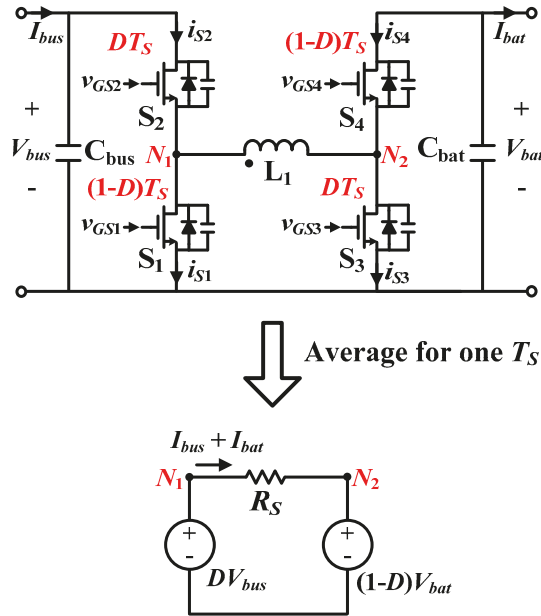 I_bus i_S2 (1-D)T_S i_S4 I_bat
DT_S
v_GS2 v_GS4
+ S_2 S_4 +
V_bus C_bus N_1 N_2 C_bat V_bat
- L_1 -
(1-D)T_S DT_S
v_GS1 v_GS3
S_1 S_3
i_S1 i_S3
Average for one T_S
I_bus + I_bat
N_1 N_2
R_S
+ +
- -
DV_bus (1-D)V_bat